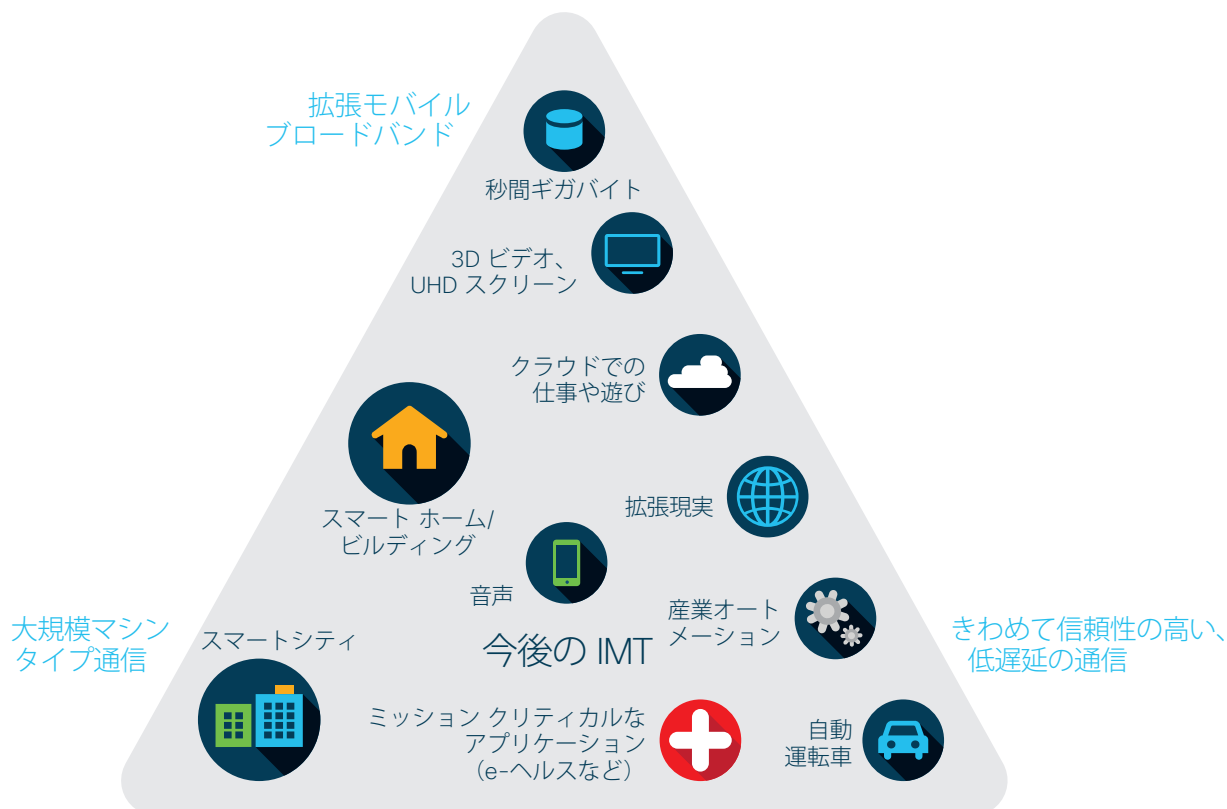 拡張モバイル
ブロードバンド
秒間ギガバイト
3D ビデオ、
UHD スクリーン
クラウドでの
仕事や遊び
スマート ホーム/
ビルディング
拡張現実
音声
産業オート
メーション
今後の IMT
大規模マシン
タイプ通信
スマートシティ
きわめて信頼性の高い、
低遅延の通信
ミッション クリティカルな
アプリケーション
（e-ヘルスなど）
自動
運転車